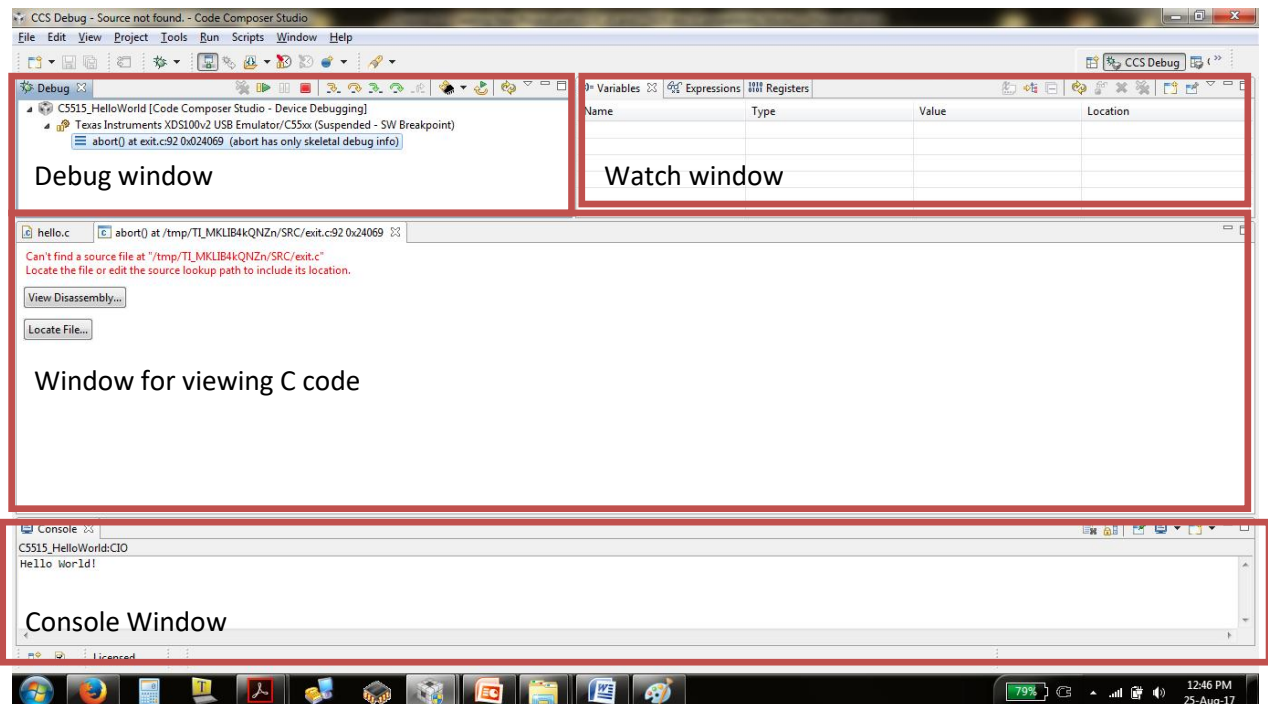 CCS Debug - Source not found. - Code Composer Studio
File Edit View Project Tools Run Scripts Window Help
CCS Debug
Debug
C5515_HelloWorld [Code Composer Studio - Device Debugging]
Texas Instruments XDS100v2 USB Emulator/C55xx (Suspended - SW Breakpoint)
abort() at exit.c:92 0x024069 (abort has only skeletal debug info)
Debug window
Variables Expressions Registers
Name Type Value Location
Watch window
hello.c abort() at /tmp/TI_MKLIB4kQNZn/SRC/exit.c:92 0x24069
Can't find a source file at "/tmp/TI_MKLIB4kQNZn/SRC/exit.c"
Locate the file or edit the source lookup path to include its location.
View Disassembly...
Locate File...
Window for viewing C code
Console
C5515_HelloWorld:CIO
Hello World!
Console Window
Licensed
79%
12:46 PM
25-Aug-17